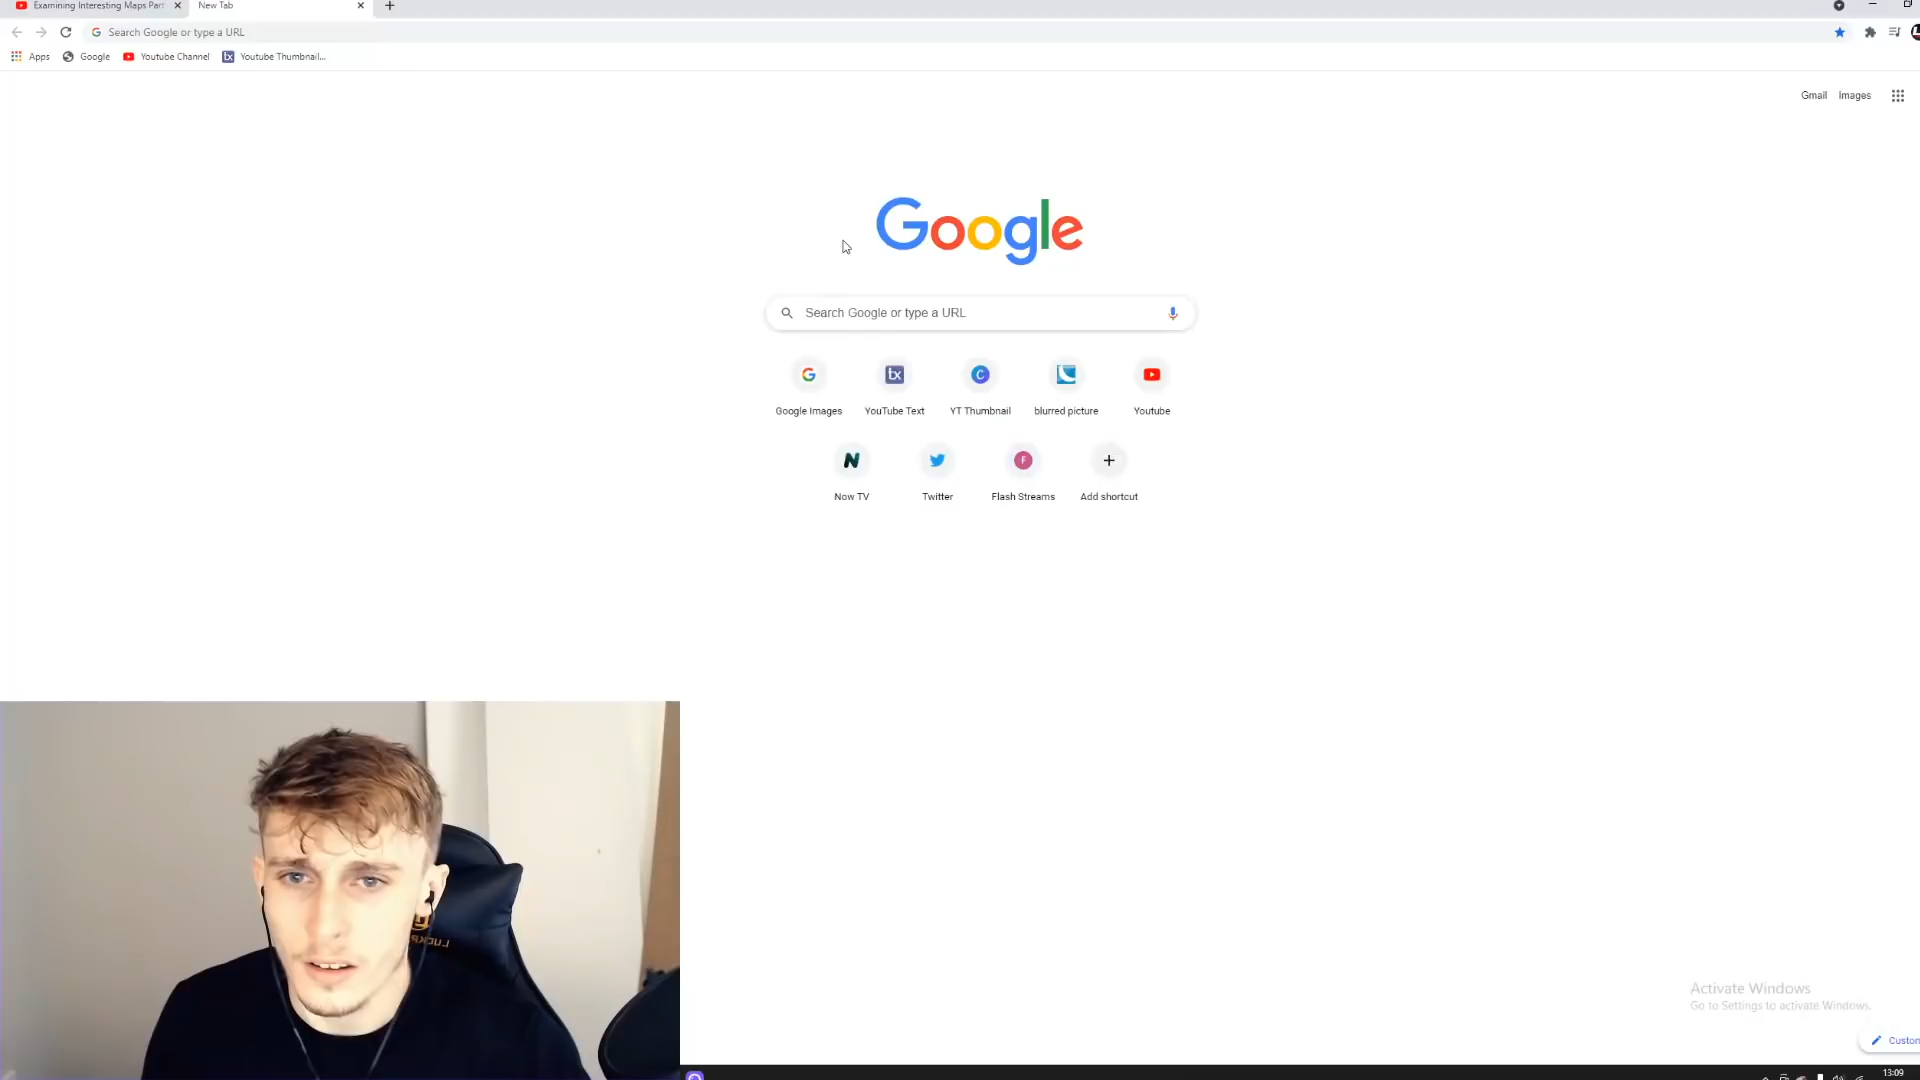 Examining Interesting Maps Part
New Tab
Search Google or type a URL
Apps
Google
Youtube Channel
Youtube Thumbnail...
Gmail
Images
Google
Search Google or type a URL
Google Images
YouTube Text
YT Thumbnail
blurred picture
Youtube
Now TV
Twitter
Flash Streams
Add shortcut
Activate Windows
Go to Settings to activate Windows.
Custom
13:09